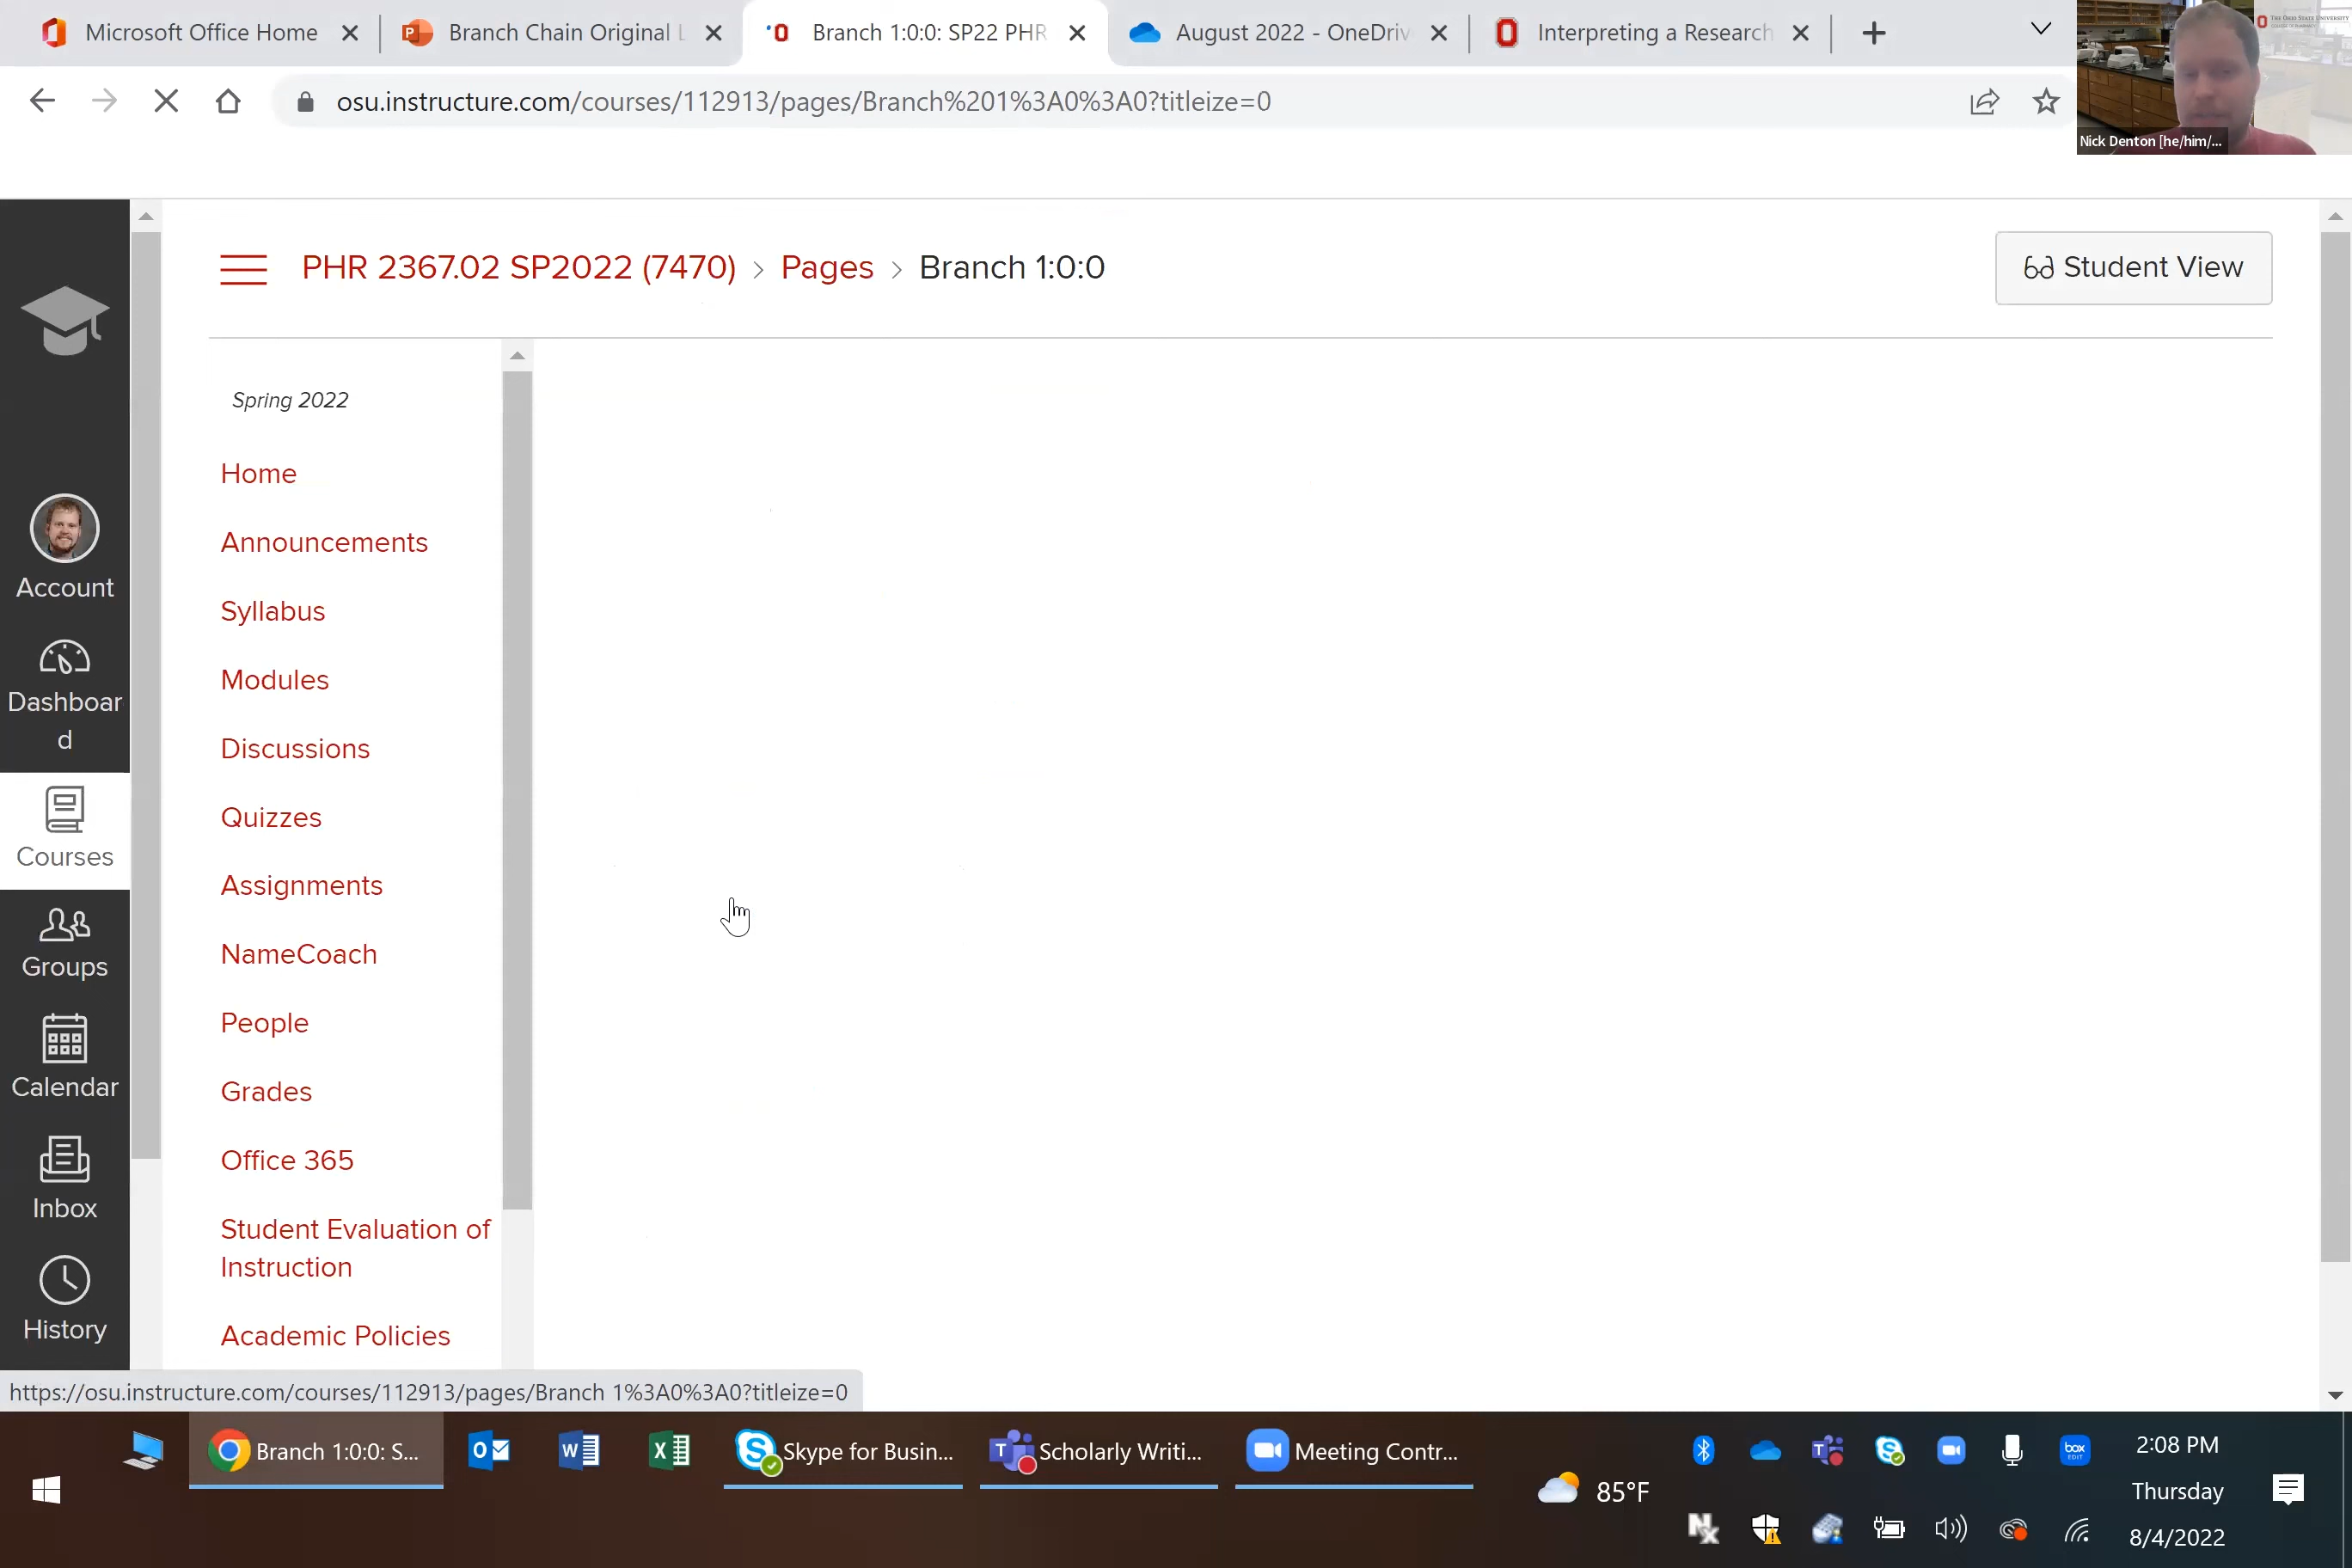 Microsoft Office Home
Branch Chain Original L
Branch 1:0:0: SP22 PHR
August 2022 - OneDriv
Interpreting a Research
osu.instructure.com/courses/112913/pages/Branch%201%3A0%3A0?titleize=0
THE OHIO STATE UNIVERSITY
Nick Denton [he/him/...
PHR 2367.02 SP2022 (7470) > Pages > Branch 1:0:0
Student View
Spring 2022
Home
Announcements
Syllabus
Modules
Discussions
Quizzes
Assignments
NameCoach
People
Grades
Office 365
Student Evaluation of
Instruction
Academic Policies
Account
Dashboar
d
Courses
Groups
Calendar
Inbox
History
https://osu.instructure.com/courses/112913/pages/Branch 1%3A0%3A0?titleize=0
Branch 1:0:0: S...
Skype for Busin...
Scholarly Writi...
Meeting Contr...
85°F
2:08 PM
Thursday
8/4/2022